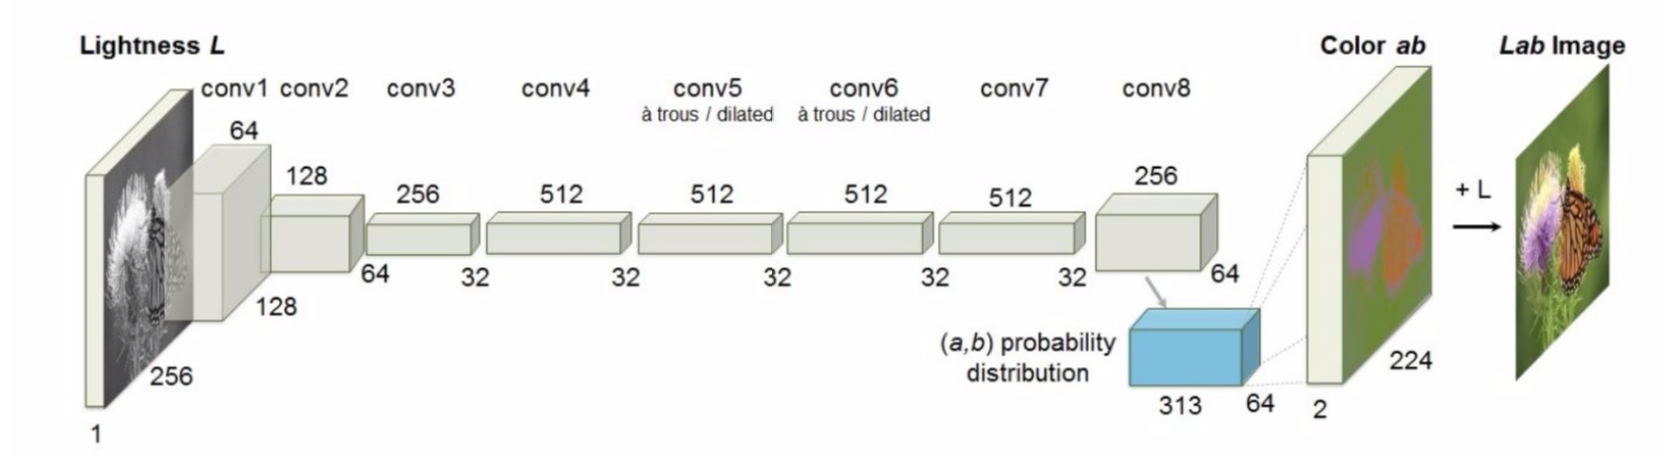 Lightness L
Color ab
Lab Image
conv1 conv2 conv3 conv4 conv5 conv6 conv7 conv8
à trous / dilated à trous / dilated
64
128
256
512
512
512
512
256
+ L
64
32
32
32
32
32
64
128
(a,b) probability
distribution
224
256
313
64
2
1